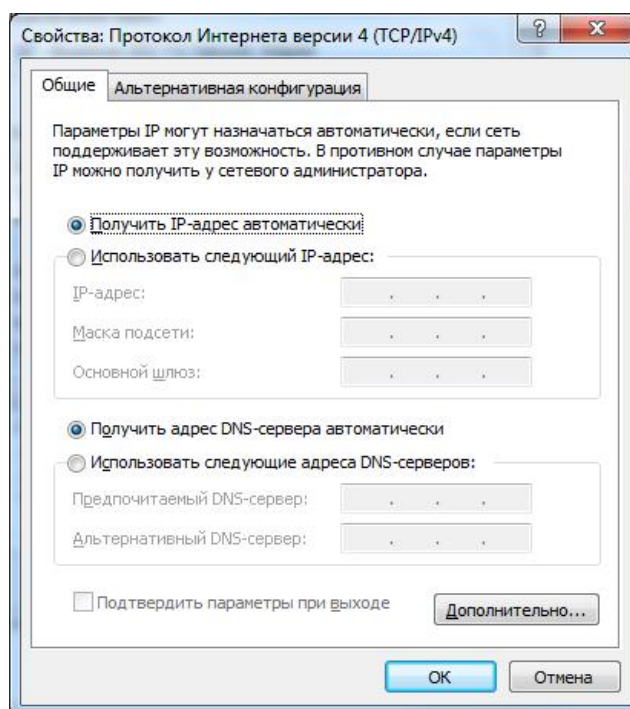 Свойства: Протокол Интернета версии 4 (TCP/IPv4)
Общие
Альтернативная конфигурация
Параметры IP могут назначаться автоматически, если сеть
поддерживает эту возможность. В противном случае параметры
IP можно получить у сетевого администратора.
Получить IP-адрес автоматически
Использовать следующий IP-адрес:
IP-адрес:
Маска подсети:
Основной шлюз:
Получить адрес DNS-сервера автоматически
Использовать следующие адреса DNS-серверов:
Предпочитаемый DNS-сервер:
Альтернативный DNS-сервер:
Подтвердить параметры при выходе
Дополнительно...
ОК
Отмена